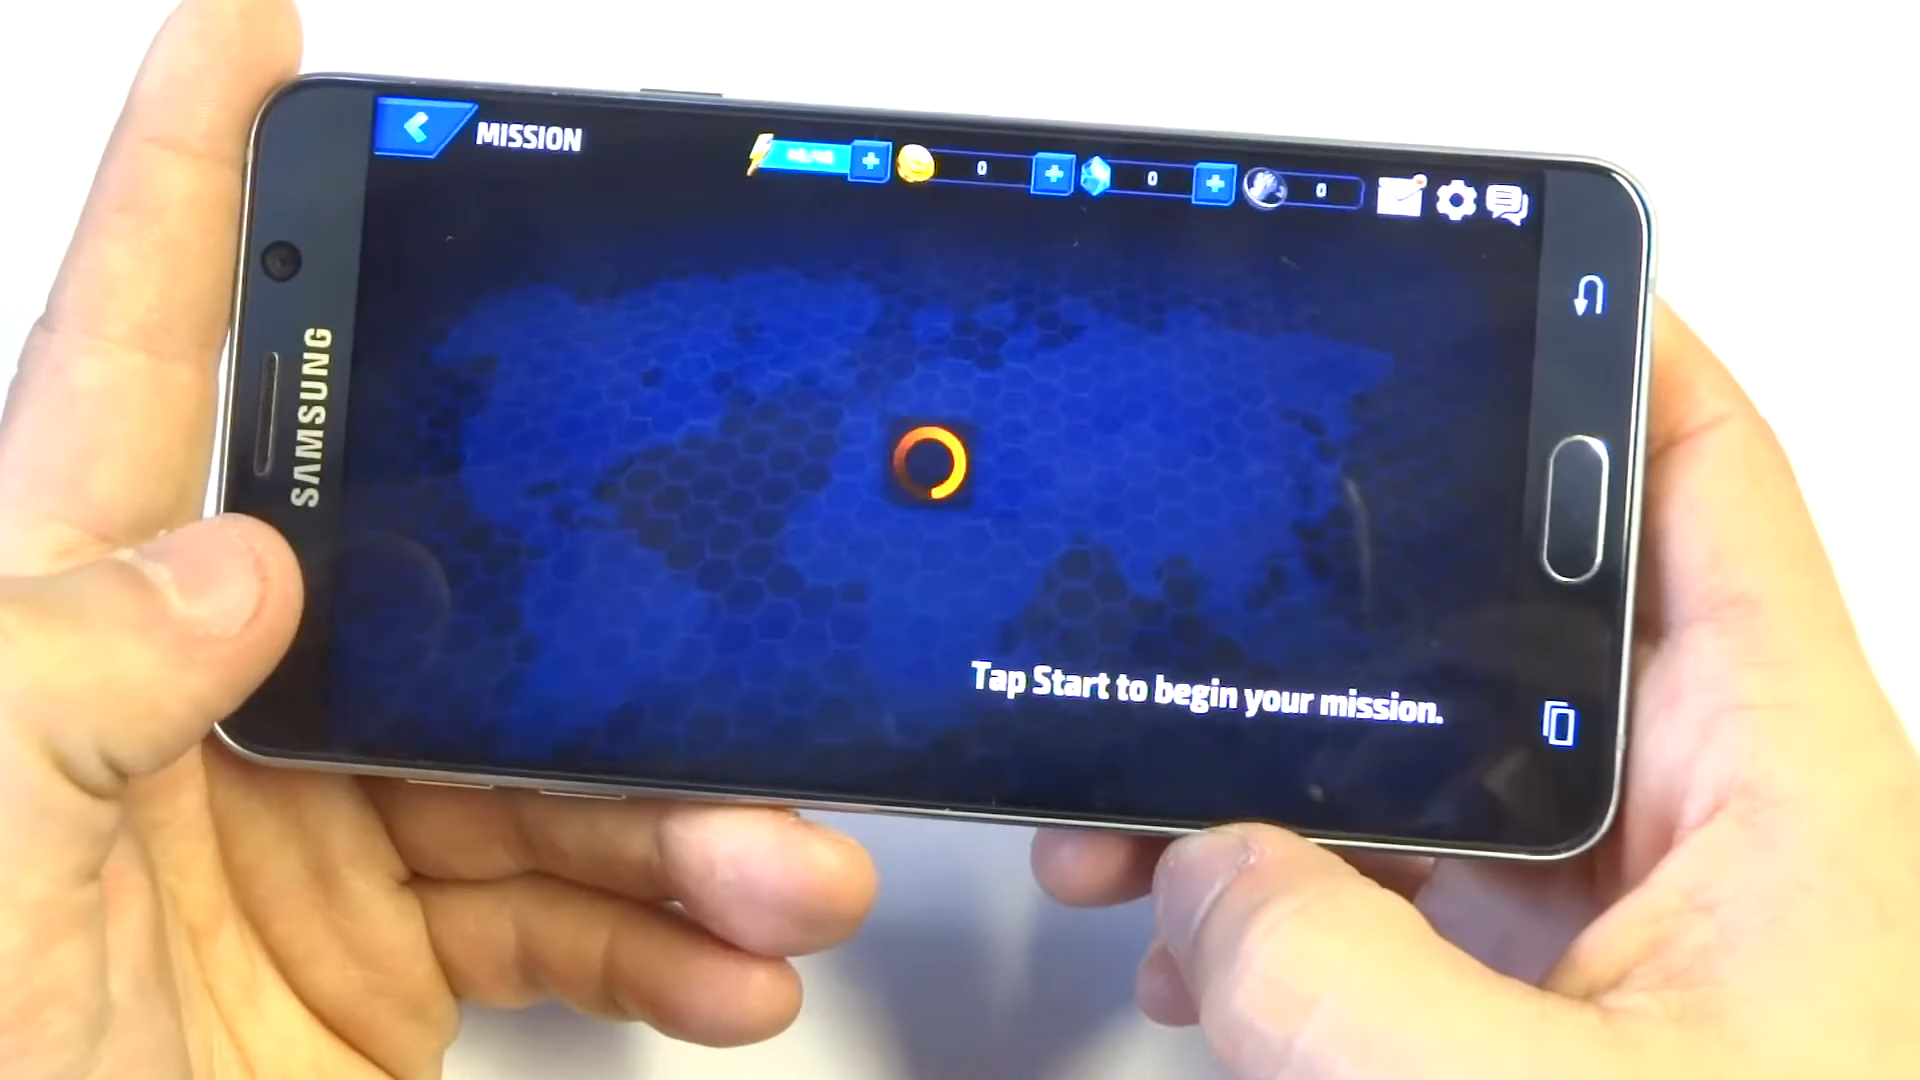 MISSION
0
0
0
SAMSUNG
Tap Start to begin your mission.